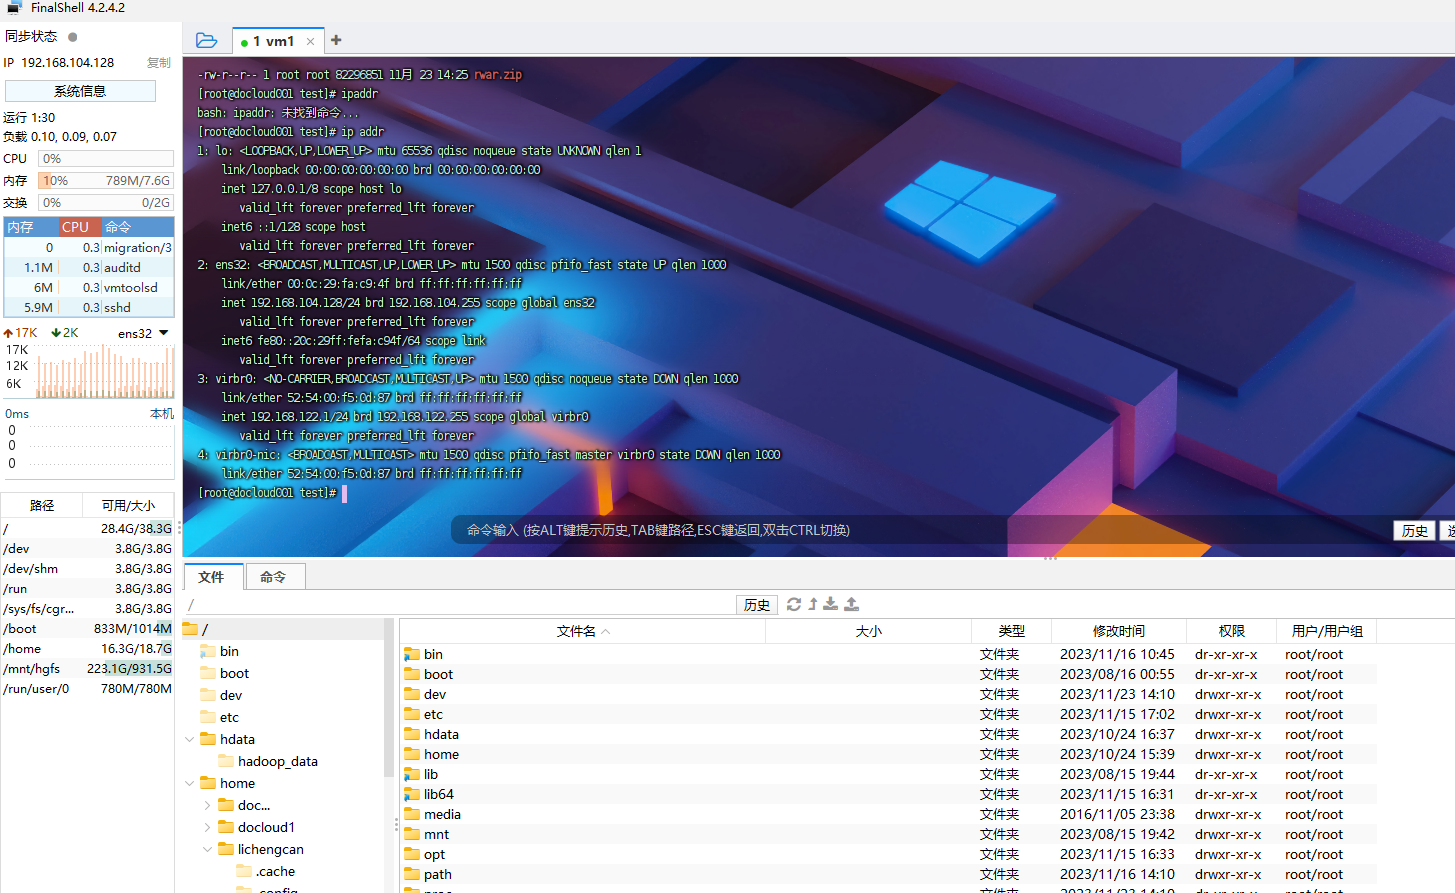 FinalShell 4.2.4.2
同步状态
IP 192.168.104.128 复制
系统信息
运行 1:30
负载 0.10, 0.09, 0.07
CPU 0%
内存 10% 789M/7.6G
交换 0% 0/2G
内存 CPU 命令
0 0.3 migration/3
1.1M 0.3 auditd
6M 0.3 vmtoolsd
5.9M 0.3 sshd
17K 2K ens32
17K
12K
6K
0ms 本机
0
0
0
路径 可用/大小
/ 28.4G/38.3G
/dev 3.8G/3.8G
/dev/shm 3.8G/3.8G
/run 3.8G/3.8G
/sys/fs/cgr... 3.8G/3.8G
/boot 833M/1014M
/home 16.3G/18.7G
/mnt/hgfs 223.1G/931.5G
/run/user/0 780M/780M
1 vm1 × +
-rw-r--r-- 1 root root 82296851 11月 23 14:25 rwar.zip
[root@docloud001 test]# ipaddr
bash: ipaddr: 未找到命令...
[root@docloud001 test]# ip addr
1: lo: <LOOPBACK,UP,LOWER_UP> mtu 65536 qdisc noqueue state UNKNOWN qlen 1
link/loopback 00:00:00:00:00:00 brd 00:00:00:00:00:00
inet 127.0.0.1/8 scope host lo
valid_lft forever preferred_lft forever
inet6 ::1/128 scope host
valid_lft forever preferred_lft forever
2: ens32: <BROADCAST,MULTICAST,UP,LOWER_UP> mtu 1500 qdisc pfifo_fast state UP qlen 1000
link/ether 00:0c:29:fa:c9:4f brd ff:ff:ff:ff:ff:ff
inet 192.168.104.128/24 brd 192.168.104.255 scope global ens32
valid_lft forever preferred_lft forever
inet6 fe80::20c:29ff:fefa:c94f/64 scope link
valid_lft forever preferred_lft forever
3: virbr0: <NO-CARRIER,BROADCAST,MULTICAST,UP> mtu 1500 qdisc noqueue state DOWN qlen 1000
link/ether 52:54:00:f5:0d:87 brd ff:ff:ff:ff:ff:ff
inet 192.168.122.1/24 brd 192.168.122.255 scope global virbr0
valid_lft forever preferred_lft forever
4: virbr0-nic: <BROADCAST,MULTICAST> mtu 1500 qdisc pfifo_fast master virbr0 state DOWN qlen 1000
link/ether 52:54:00:f5:0d:87 brd ff:ff:ff:ff:ff:ff
[root@docloud001 test]#
命令输入 (按ALT键提示历史,TAB键路径,ESC键返回,双击CTRL切换) 历史
文件 命令
/ 历史
/
bin
boot
dev
etc
hdata
hadoop_data
home
doc...
docloud1
lichengcan
.cache
.config
文件名 大小 类型 修改时间 权限 用户/用户组
bin 文件夹 2023/11/16 10:45 dr-xr-xr-x root/root
boot 文件夹 2023/08/16 00:55 dr-xr-xr-x root/root
dev 文件夹 2023/11/23 14:10 drwxr-xr-x root/root
etc 文件夹 2023/11/15 17:02 drwxr-xr-x root/root
hdata 文件夹 2023/10/24 16:37 drwxr-xr-x root/root
home 文件夹 2023/10/24 15:39 drwxr-xr-x root/root
lib 文件夹 2023/08/15 19:44 dr-xr-xr-x root/root
lib64 文件夹 2023/11/15 16:31 dr-xr-xr-x root/root
media 文件夹 2016/11/05 23:38 drwxr-xr-x root/root
mnt 文件夹 2023/08/15 19:42 drwxr-xr-x root/root
opt 文件夹 2023/11/15 16:33 drwxr-xr-x root/root
path 文件夹 2023/11/16 14:10 drwxr-xr-x root/root